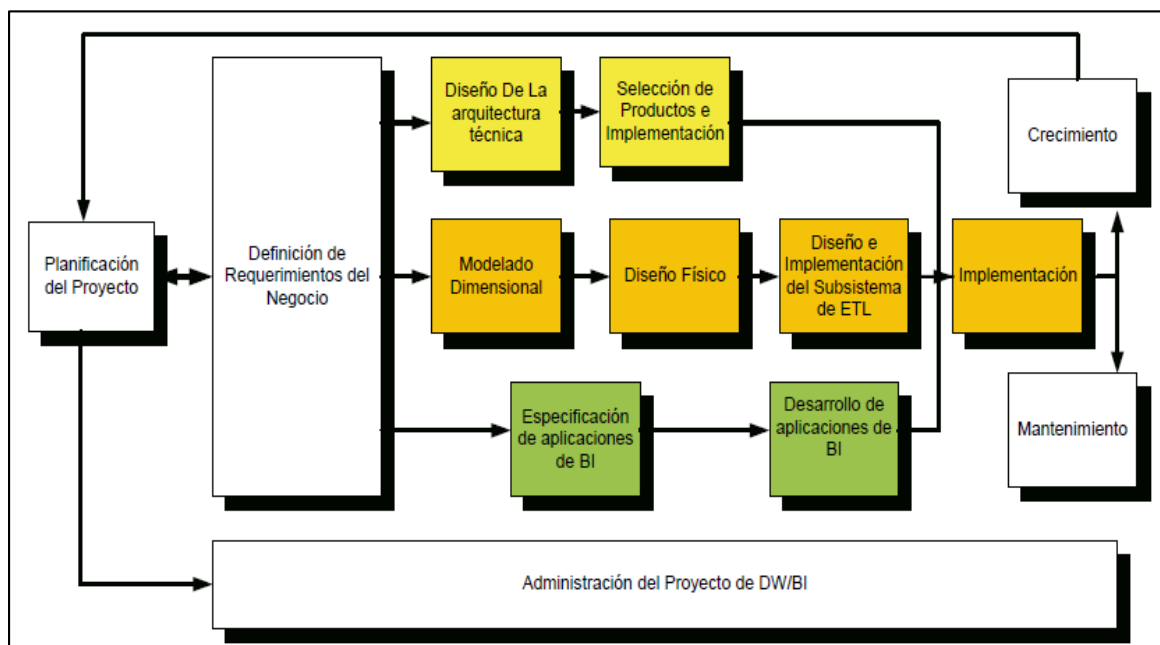 Diseño De La
arquitectura
técnica
Selección de
Productos e
Implementación
Crecimiento
Planificación
del Proyecto
Definición de
Requerimientos del
Negocio
Modelado
Dimensional
Diseño Físico
Diseño e
Implementación
del Subsistema
de ETL
Implementación
Especificación
de aplicaciones
de BI
Desarrollo de
aplicaciones de
BI
Mantenimiento
Administración del Proyecto de DW/BI